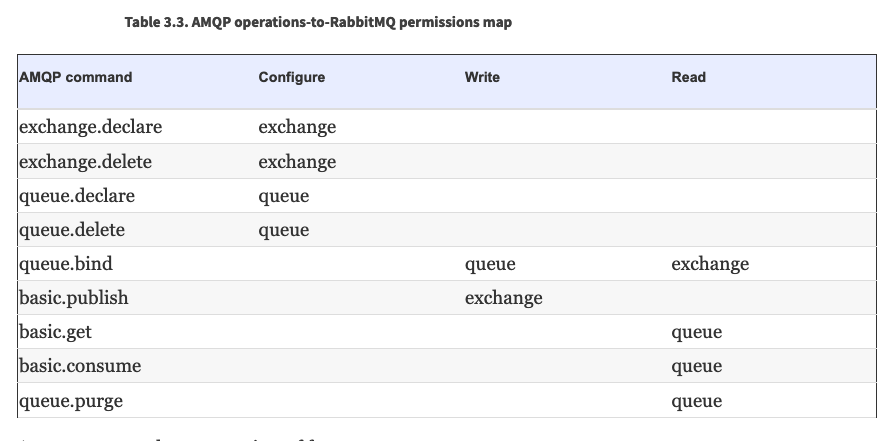 Table 3.3. AMQP operations-to-RabbitMQ permissions map
AMQP command Configure Write Read
exchange.declare exchange
exchange.delete exchange
queue.declare queue
queue.delete queue
queue.bind queue exchange
basic.publish exchange
basic.get queue
basic.consume queue
queue.purge queue